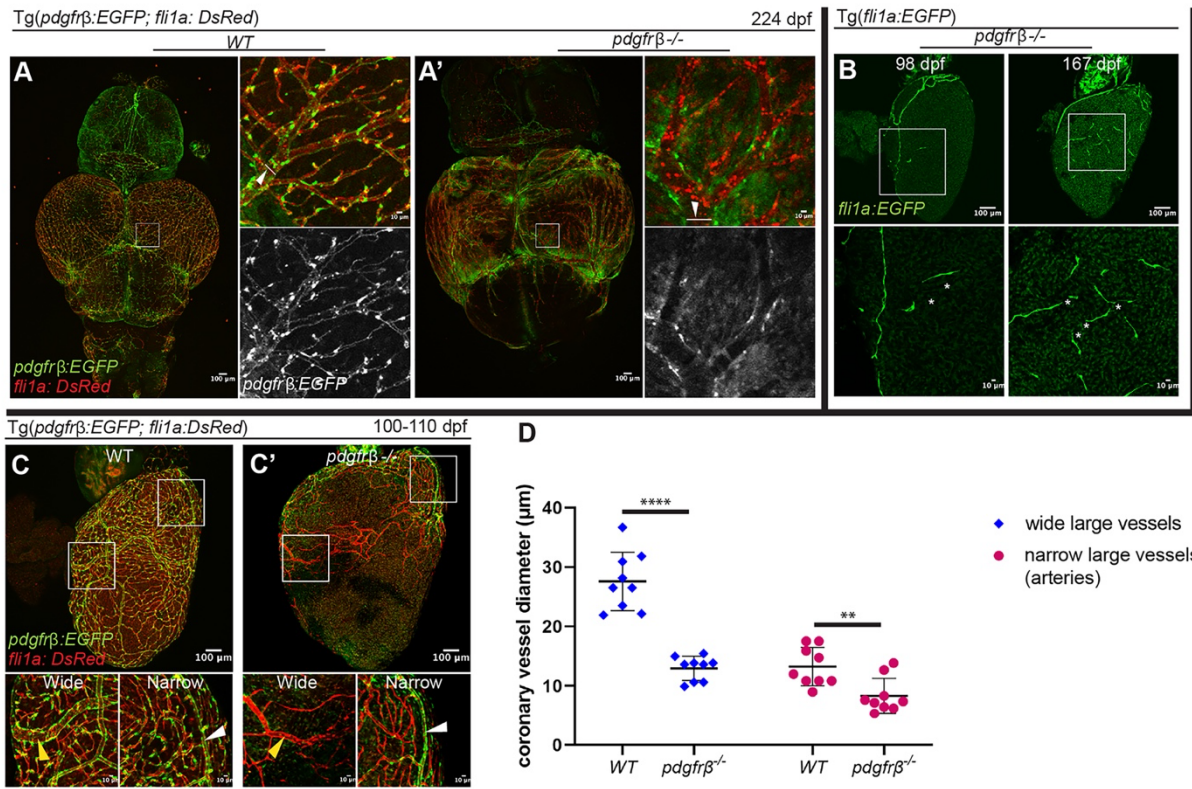 Tg(pdgfrβ:EGFP; fli1a: DsRed) 224 dpf
WT
pdgfrβ-/-
A
A'
10 µm
10 µm
pdgfrβ:EGFP
fli1a: DsRed
100 µm
pdgfrβ:EGFP
100 µm
Tg(fli1a:EGFP)
pdgfrβ-/-
B
98 dpf
167 dpf
fli1a:EGFP
100 µm
100 µm
*
*
*
*
*
*
10 µm
10 µm
Tg(pdgfrβ:EGFP; fli1a:DsRed) 100-110 dpf
C
WT
C'
pdgfrβ-/-
pdgfrβ:EGFP
fli1a: DsRed
100 µm
100 µm
Wide
Narrow
Wide
Narrow
10 µm
10 µm
10 µm
10 µm
D
coronary vessel diameter (µm)
40
30
20
10
0
****
**
WT
pdgfrβ-/-
WT
pdgfrβ-/-
wide large vessels
narrow large vessels
(arteries)